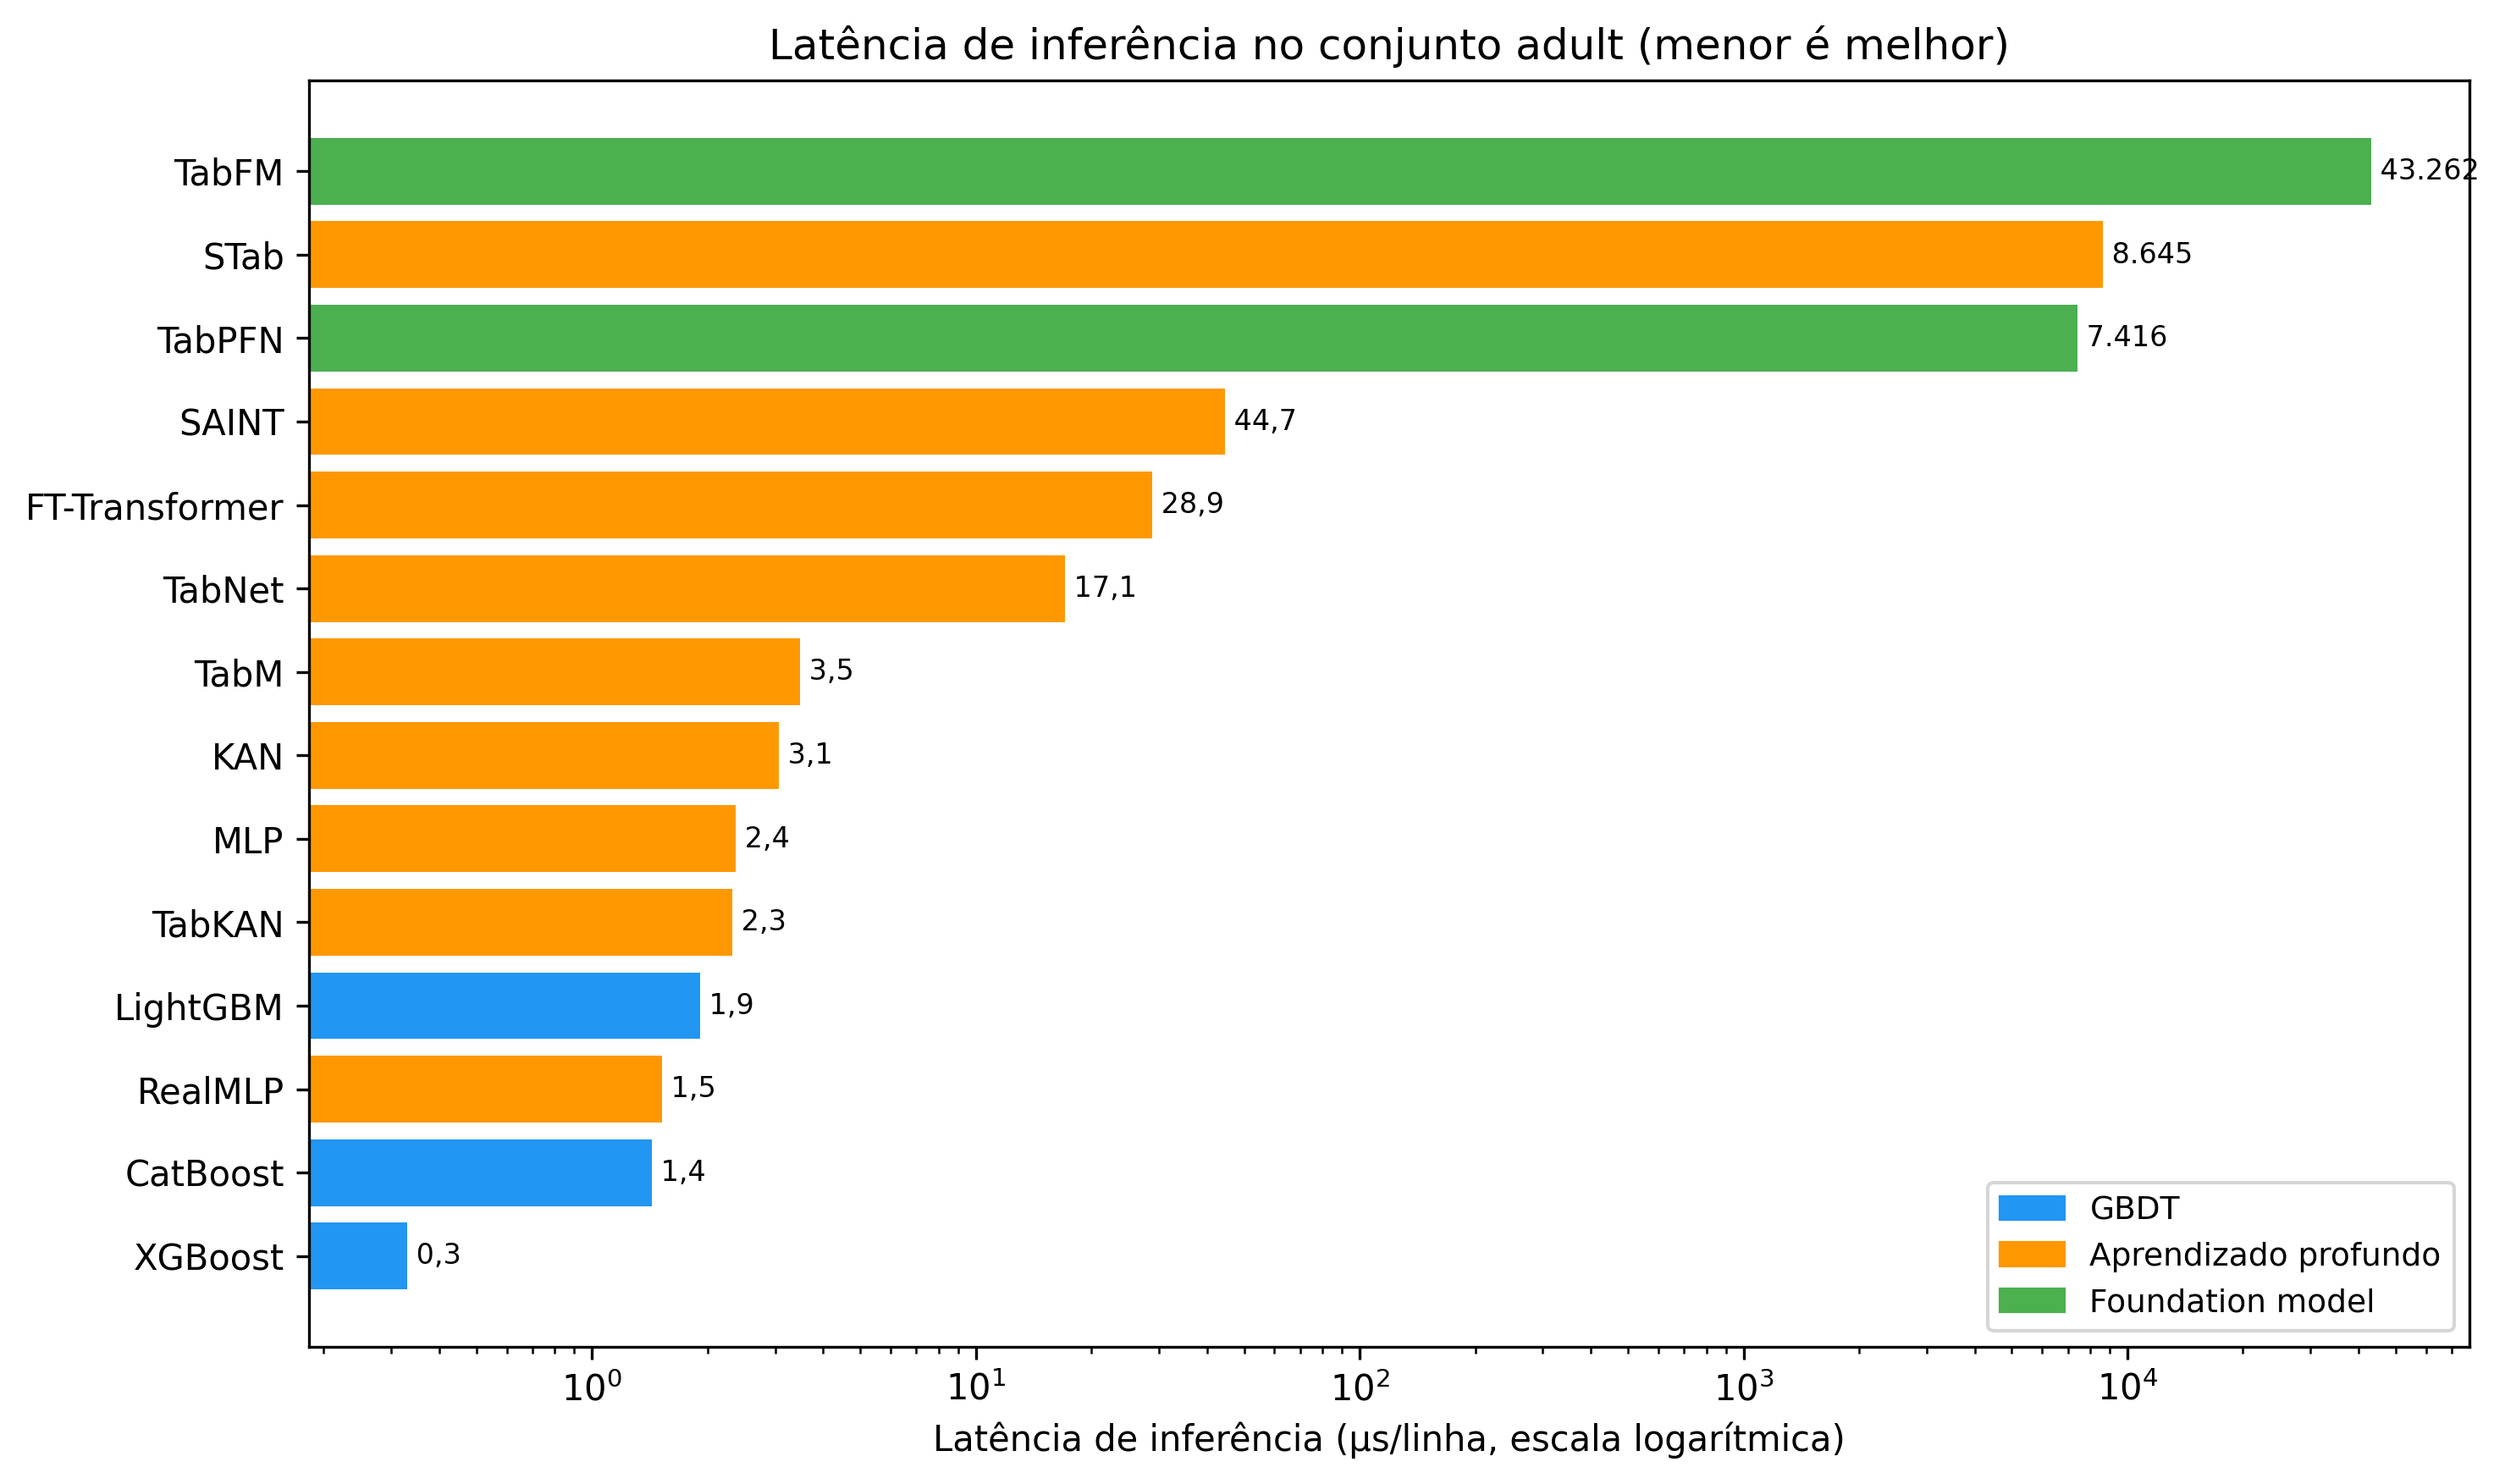 Latência de inferência no conjunto adult (menor é melhor)
TabFM 43.262
STab 8.645
TabPFN 7.416
SAINT 44,7
FT-Transformer 28,9
TabNet 17,1
TabM 3,5
KAN 3,1
MLP 2,4
TabKAN 2,3
LightGBM 1,9
RealMLP 1,5
CatBoost 1,4
XGBoost 0,3
GBDT
Aprendizado profundo
Foundation model
10⁰ 10¹ 10² 10³ 10⁴
Latência de inferência (µs/linha, escala logarítmica)